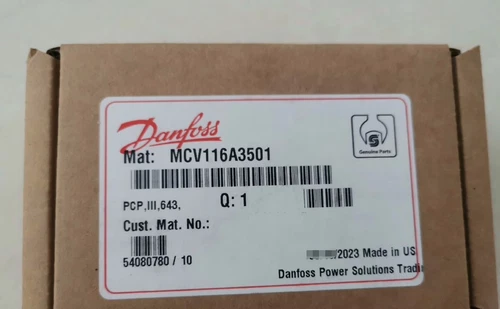 Danfoss
Genuine Parts
Mat: MCV116A3501
PCP,III,643, Q: 1
Cust. Mat. No.:
54080780 / 10
/2023 Made in US
Danfoss Power Solutions Tradin